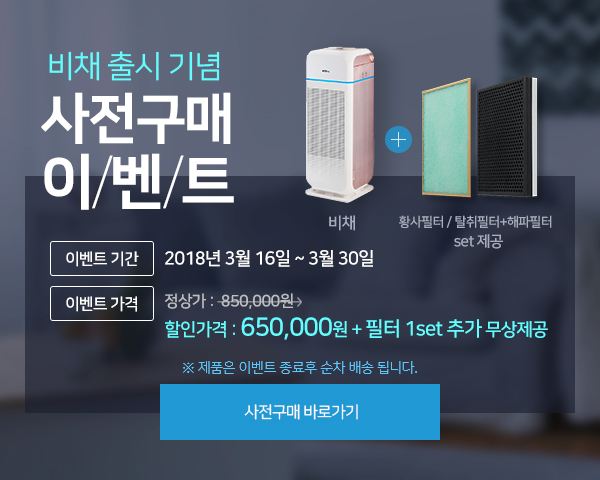 비채 출시 기념
사전구매
이/벤/트
+
비채
황사필터 / 탈취필터+해파필터
set 제공
이벤트 기간 2018년 3월 16일 ~ 3월 30일
이벤트 가격 정상가 : 850,000원
할인가격 : 650,000원 + 필터 1set 추가 무상제공
※ 제품은 이벤트 종료후 순차 배송 됩니다.
사전구매 바로가기